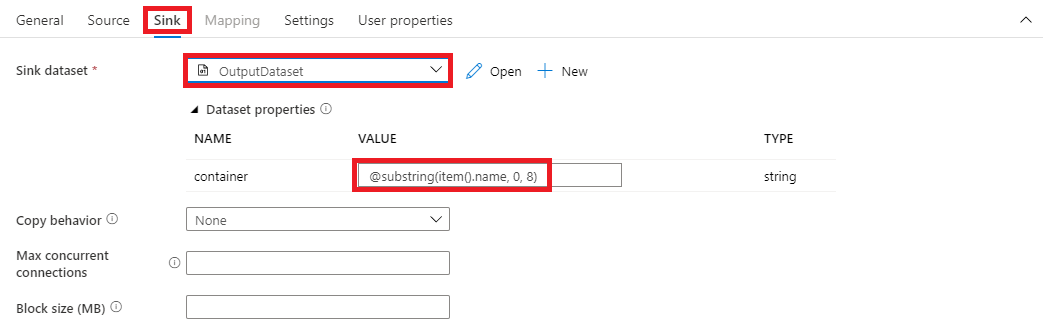 General Source Sink Mapping Settings User properties
Sink dataset * OutputDataset Open New
Dataset properties
NAME VALUE TYPE
container @substring(item().name, 0, 8) string
Copy behavior None
Max concurrent
connections
Block size (MB)